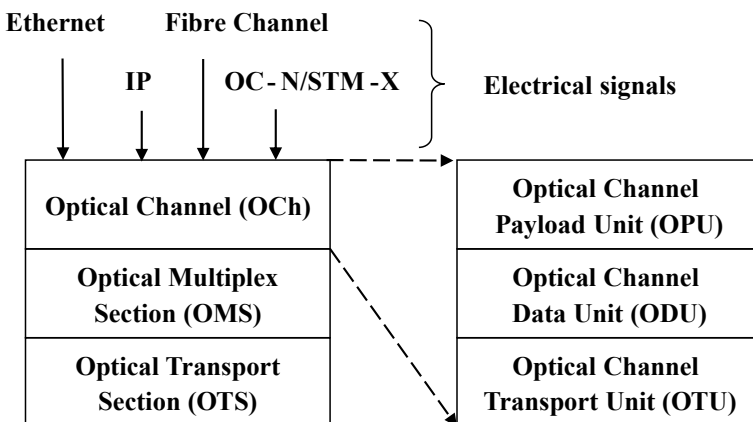 Ethernet
Fibre Channel
IP
OC-N/STM-X
Electrical signals
Optical Channel (OCh)
Optical Multiplex
Section (OMS)
Optical Transport
Section (OTS)
Optical Channel
Payload Unit (OPU)
Optical Channel
Data Unit (ODU)
Optical Channel
Transport Unit (OTU)